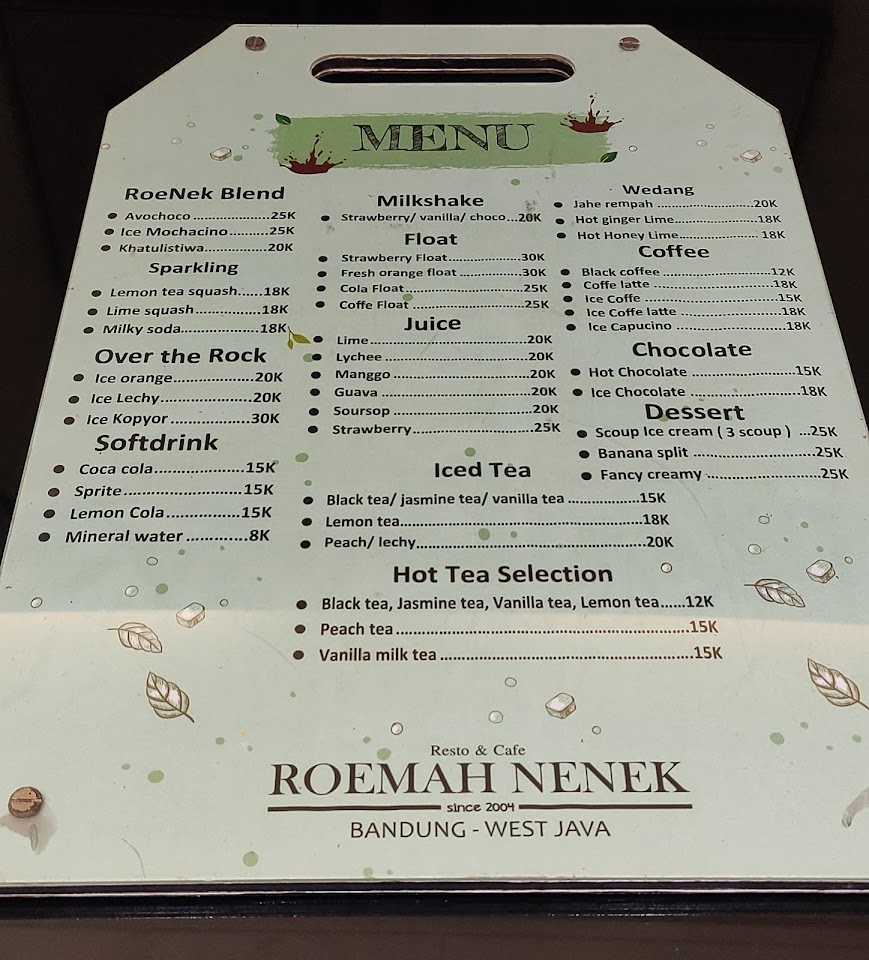 MENU
RoeNek Blend
Avochoco ..................25K
Ice Mochacino.........25K
Khatulistiwa..............20K
Sparkling
Lemon tea squash......18K
Lime squash...............18K
Milky soda..................18K
Over the Rock
Ice orange....................20K
Ice Lechy......................20K
Ice Kopyor ...................30K
Softdrink
Coca cola.....................15K
Sprite..........................15K
Lemon Cola..................15K
Mineral water .............8K
Milkshake
Strawberry/ vanilla/ choco...20K
Float
Strawberry Float..................30K
Fresh orange float ................30K
Cola Float.............................25K
Coffe Float ...........................25K
Juice
Lime......................................20K
Lychee ..................................20K
Manggo .................................20K
Guava ...................................20K
Soursop .................................20K
Strawberry.............................25K
Wedang
Jahe rempah ............................20K
Hot ginger Lime.......................18K
Hot Honey Lime...................... 18K
Coffee
Black coffee ............................12K
Coffe latte ...............................18K
Ice Coffe .................................15K
Ice Coffe latte ..........................18K
Ice Capucino ............................18K
Chocolate
Hot Chocolate ..........................15K
Ice Chocolate ...........................18K
Dessert
Scoup Ice cream ( 3 scoup ) ...25K
Banana split .............................25K
Fancy creamy ...........................25K
Iced Tea
Black tea/ jasmine tea/ vanilla tea ...............15K
Lemon tea....................................................18K
Peach/ lechy.................................................20K
Hot Tea Selection
Black tea, Jasmine tea, Vanilla tea, Lemon tea......12K
Peach tea..............................................................15K
Vanilla milk tea .....................................................15K
Resto & Cafe
ROEMAH NENEK
since 2004
BANDUNG - WEST JAVA